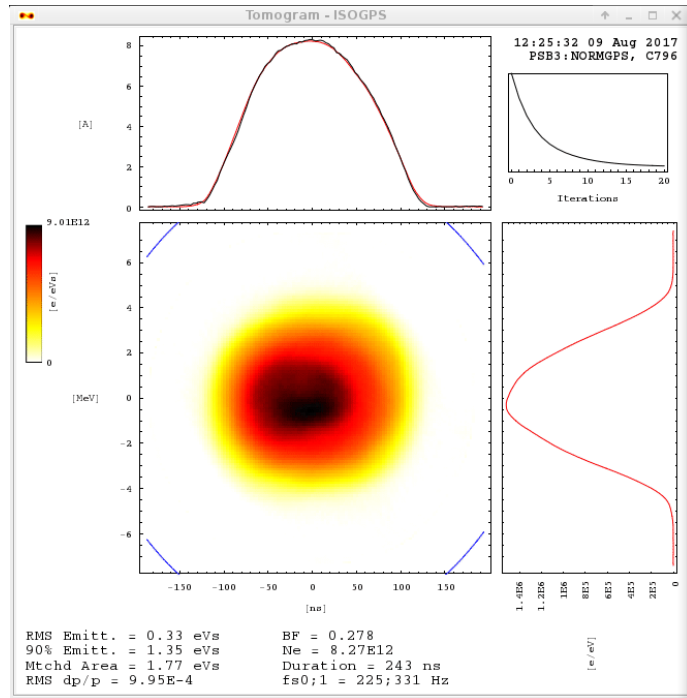 Tomogram - ISOGPS
12:25:32 09 Aug 2017
PSB3:NORMGPS, C796
8
6
4
2
0
[A]
0 5 10 15 20
Iterations
9.01E12
[e/eVs]
0
6
4
2
0
-2
-4
-6
[MeV]
-150 -100 -50 0 50 100 150
[ns]
1.4E6 1.2E6 1E6 8E5 6E5 4E5 2E5 0
[e/eV]
RMS Emitt. = 0.33 eVs BF = 0.278
90% Emitt. = 1.35 eVs Ne = 8.27E12
Mtchd Area = 1.77 eVs Duration = 243 ns
RMS dp/p = 9.95E-4 fs0;1 = 225;331 Hz